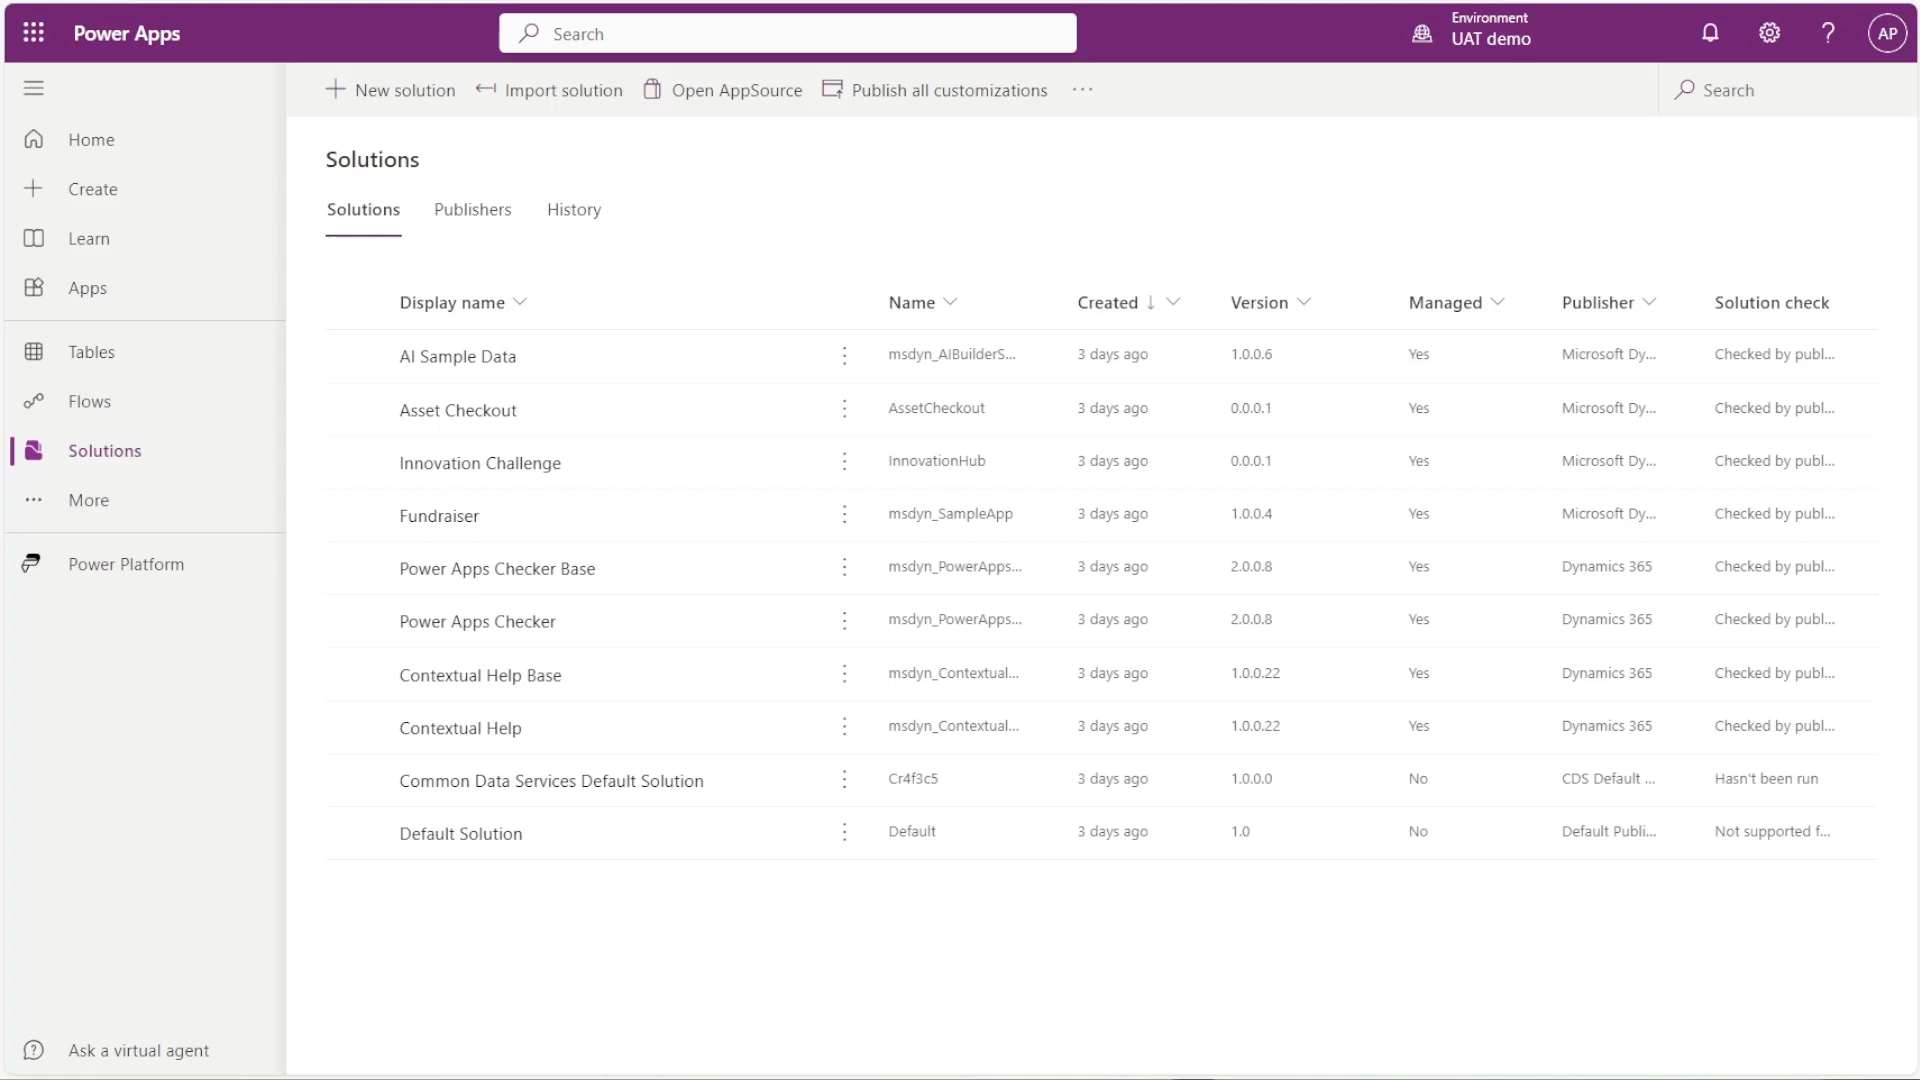 Power Apps
Search
Environment
UAT demo
?
AP
New solution
Import solution
Open AppSource
Publish all customizations
...
Search
Home
Create
Learn
Apps
Tables
Flows
Solutions
More
Power Platform
Ask a virtual agent
Solutions
Solutions Publishers History
Display name Name Created ↓ Version Managed Publisher Solution check
AI Sample Data msdyn_AIBuilderS... 3 days ago 1.0.0.6 Yes Microsoft Dy... Checked by publ...
Asset Checkout AssetCheckout 3 days ago 0.0.0.1 Yes Microsoft Dy... Checked by publ...
Innovation Challenge InnovationHub 3 days ago 0.0.0.1 Yes Microsoft Dy... Checked by publ...
Fundraiser msdyn_SampleApp 3 days ago 1.0.0.4 Yes Microsoft Dy... Checked by publ...
Power Apps Checker Base msdyn_PowerApps... 3 days ago 2.0.0.8 Yes Dynamics 365 Checked by publ...
Power Apps Checker msdyn_PowerApps... 3 days ago 2.0.0.8 Yes Dynamics 365 Checked by publ...
Contextual Help Base msdyn_Contextual... 3 days ago 1.0.0.22 Yes Dynamics 365 Checked by publ...
Contextual Help msdyn_Contextual... 3 days ago 1.0.0.22 Yes Dynamics 365 Checked by publ...
Common Data Services Default Solution Cr4f3c5 3 days ago 1.0.0.0 No CDS Default ... Hasn't been run
Default Solution Default 3 days ago 1.0 No Default Publi... Not supported f...